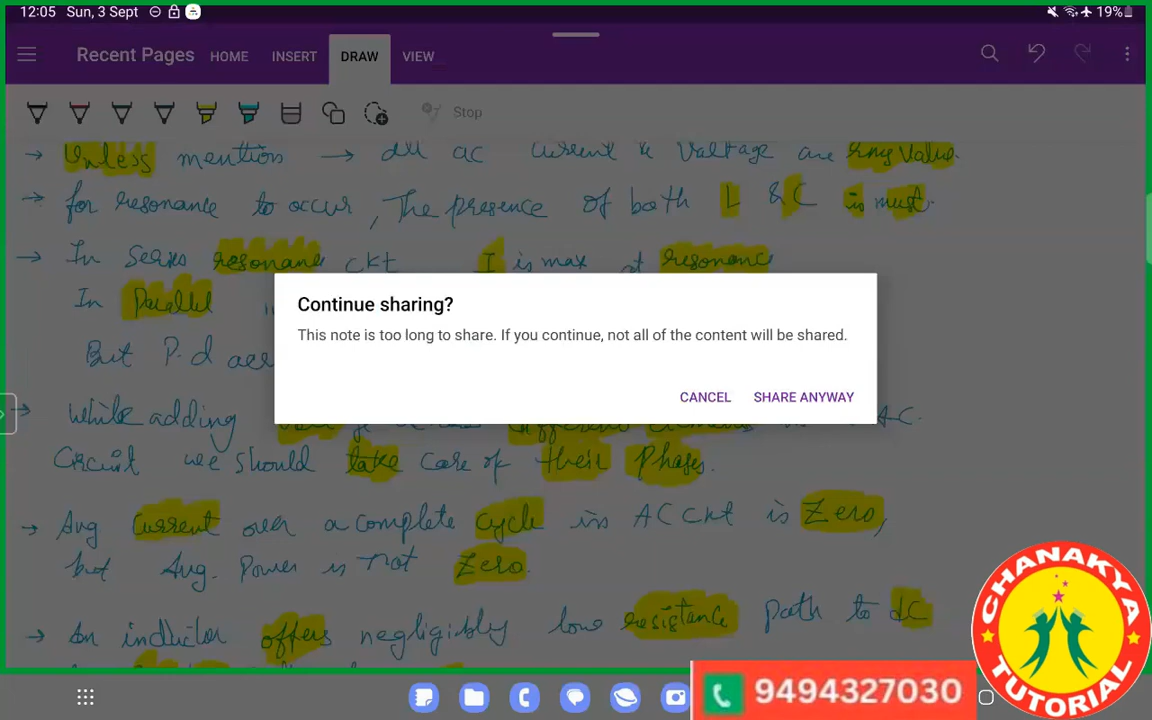 12:05 Sun, 3 Sept
19%
Recent Pages HOME INSERT DRAW VIEW
Stop
→ Unless mention → all ac current & Voltage are rms Value.
→ for resonance to occur, The presence of both L & C is must.
→ In Series resonance ckt I is max at resonance
In Parallel
But P.d
Continue sharing?
This note is too long to share. If you continue, not all of the content will be shared.
CANCEL SHARE ANYWAY
→ While adding AC.
Circuit we should take care of their Phases.
→ Avg Current over a complete cycle in AC Ckt is Zero,
but Avg. Power is not Zero.
→ An inductor offers negligibly low resistance path to dc
CHANAKYA
TUTORIAL
9494327030